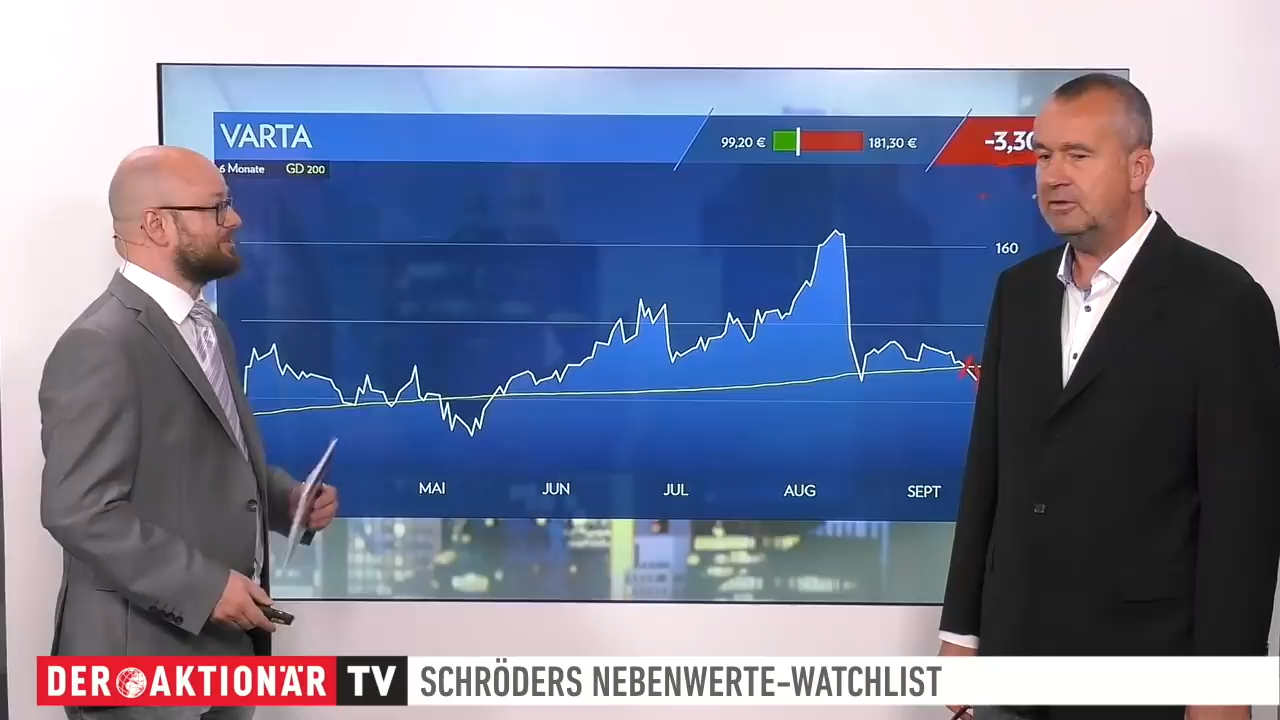 VARTA
99,20 €
181,30 €
-3,30
6 Monate
GD 200
160
MAI
JUN
JUL
AUG
SEPT
DER AKTIONÄR TV
SCHRÖDERS NEBENWERTE-WATCHLIST